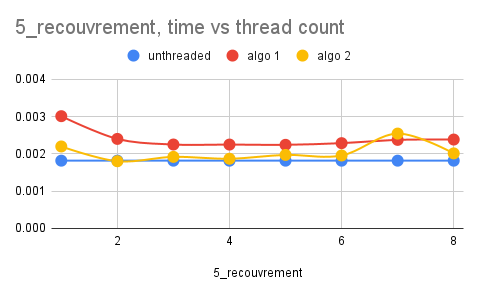 5_recouvrement, time vs thread count
unthreaded algo 1 algo 2
0.004
0.003
0.002
0.001
0.000
2 4 6 8
5_recouvrement